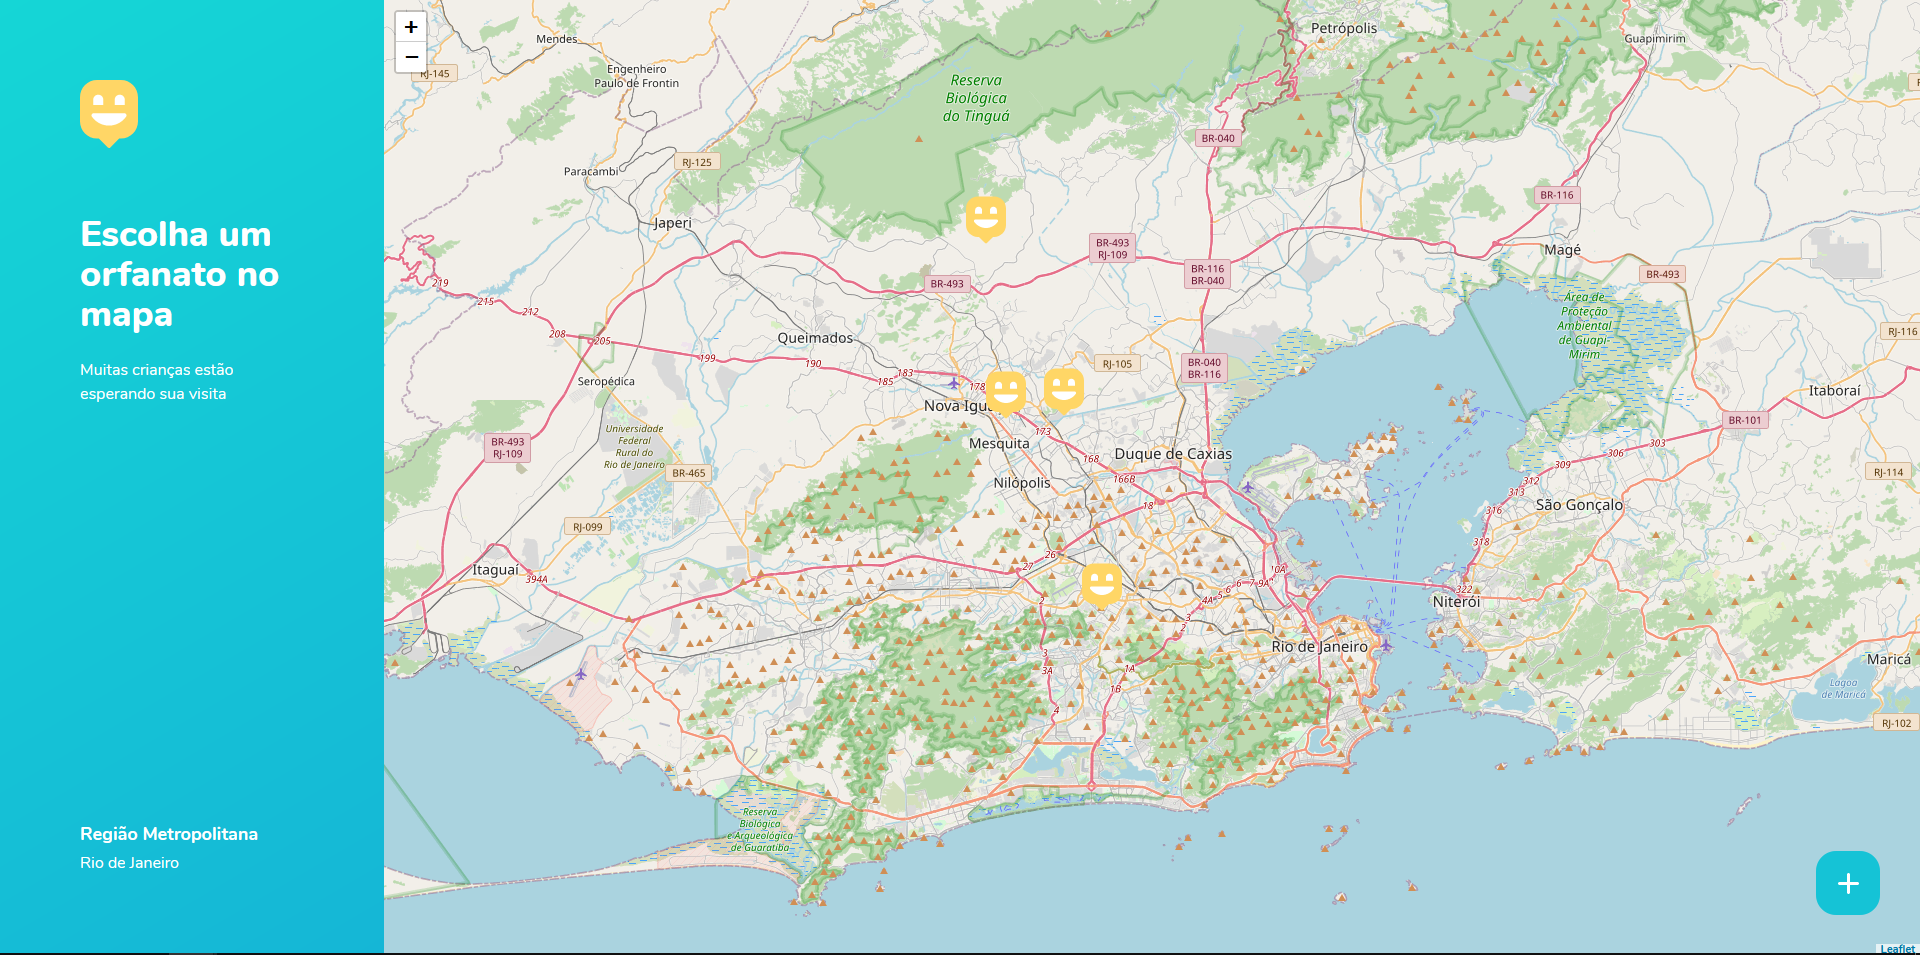 Escolha um
orfanato no
mapa
Muitas crianças estão
esperando sua visita
Região Metropolitana
Rio de Janeiro
+
−
Mendes
RJ-145
Engenheiro
Paulo de Frontin
Reserva
Biológica
do Tinguá
Petrópolis
Guapimirim
BR-040
RJ-125
Paracambi
BR-116
Japeri
BR-493
RJ-109
Magé
BR-116
BR-040
BR-493
BR-493
219
215
212
208
205
199
190
185
183
178
Queimados
Área de
Proteção
Ambiental
de Guapi-
Mirim
RJ-116
RJ-105
BR-040
BR-116
Seropédica
Itaboraí
Nova Igua
BR-101
173
Universidade
Federal
Rural do
Rio de Janeiro
BR-493
RJ-109
Mesquita
168
Duque de Caxias
303
306
309
312
313
BR-465
RJ-114
Nilópolis
166B
18
São Gonçalo
316
RJ-099
318
26
27
Itaguaí
394A
10A
9A
7
6
6
5
4A
3
2
2
322
Niterói
Rio de Janeiro
3
3A
1A
1B
4
Maricá
Lagoa
de Maricá
RJ-102
Reserva
Biológica
e Arqueológica
de Guaratiba
+
Leaflet